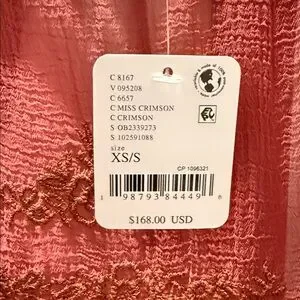 C 8167
V 095208
C 6657
C MISS CRIMSON
C CRIMSON
S OB2339273
S 102591088
size
XS/S
CP 1096321
1 98793 84449 6
$168.00 USD